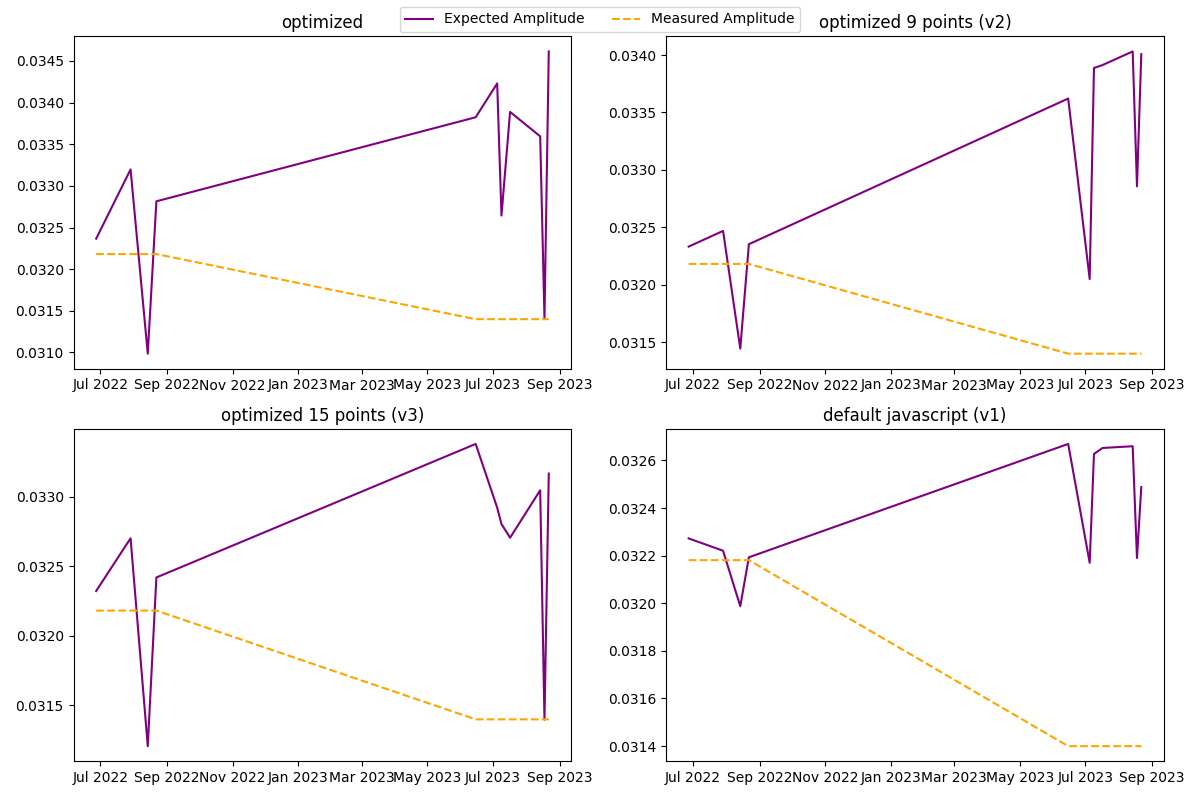 Expected Amplitude Measured Amplitude
optimized
0.0345
0.0340
0.0335
0.0330
0.0325
0.0320
0.0315
0.0310
Jul 2022 Sep 2022 Nov 2022 Jan 2023 Mar 2023 May 2023 Jul 2023 Sep 2023
optimized 9 points (v2)
0.0340
0.0335
0.0330
0.0325
0.0320
0.0315
Jul 2022 Sep 2022 Nov 2022 Jan 2023 Mar 2023 May 2023 Jul 2023 Sep 2023
optimized 15 points (v3)
0.0330
0.0325
0.0320
0.0315
Jul 2022 Sep 2022 Nov 2022 Jan 2023 Mar 2023 May 2023 Jul 2023 Sep 2023
default javascript (v1)
0.0326
0.0324
0.0322
0.0320
0.0318
0.0316
0.0314
Jul 2022 Sep 2022 Nov 2022 Jan 2023 Mar 2023 May 2023 Jul 2023 Sep 2023